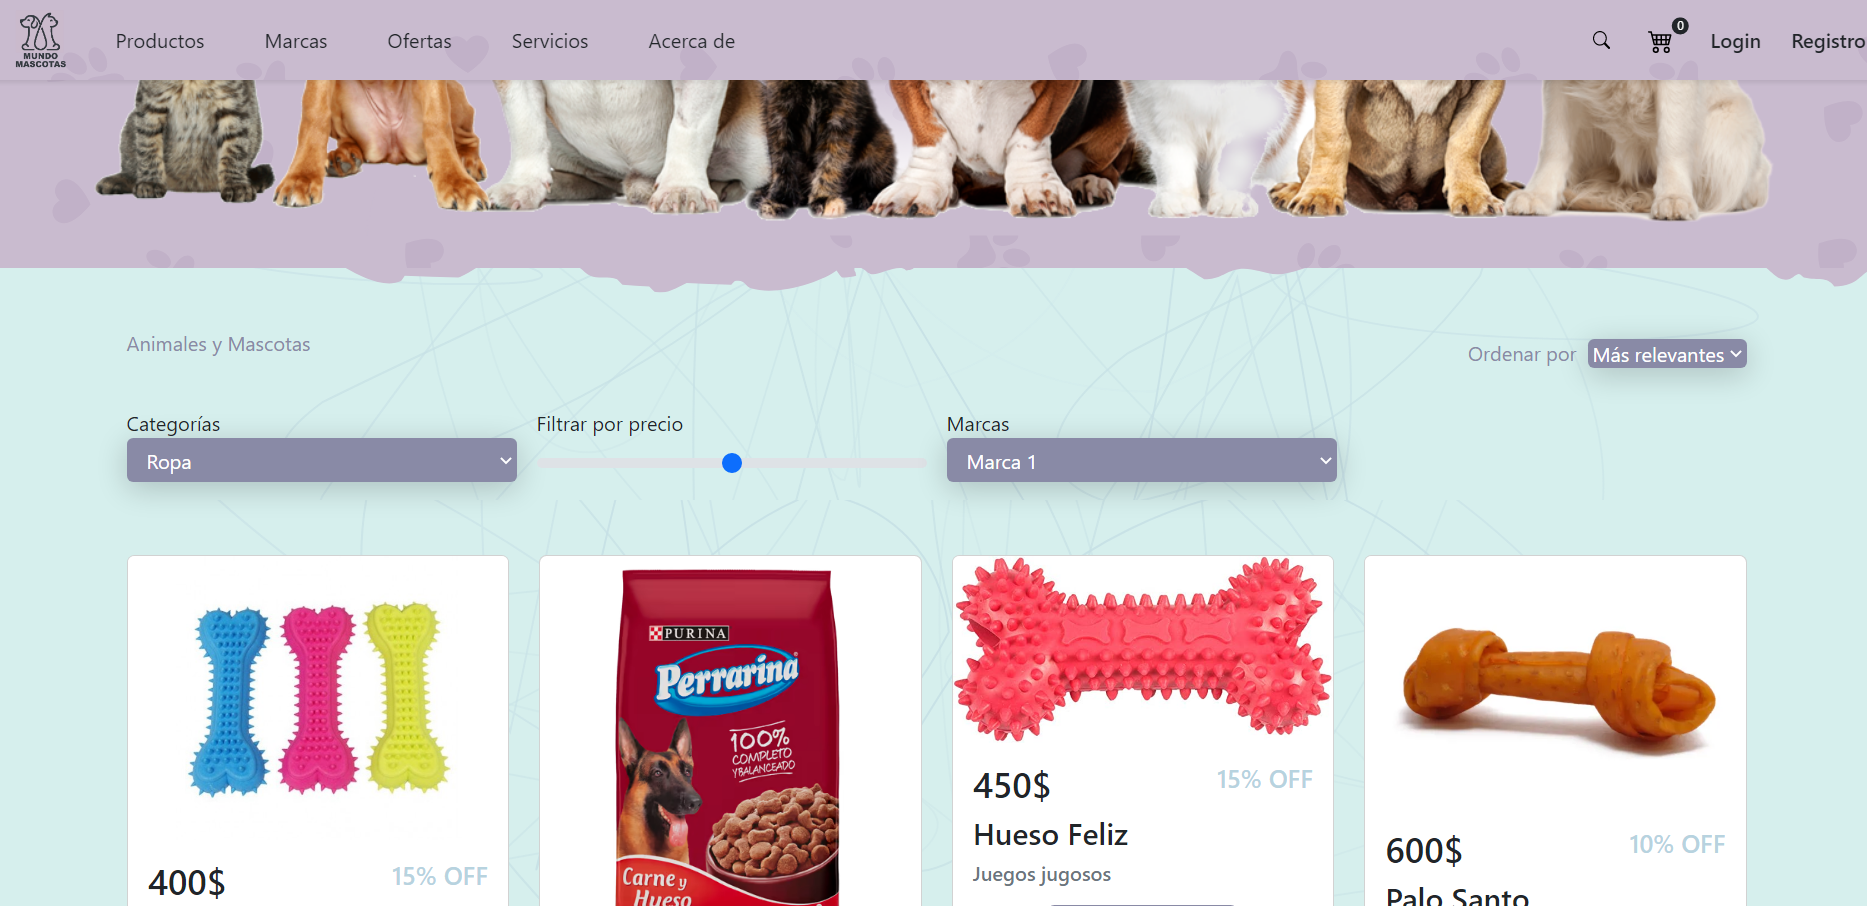 MUNDO
MASCOTAS
Productos
Marcas
Ofertas
Servicios
Acerca de
0
Login
Registro
Animales y Mascotas
Ordenar por
Más relevantes
Categorías
Ropa
Filtrar por precio
Marcas
Marca 1
400$
15% OFF
PURINA
Perrarina
100%
COMPLETO
Y BALANCEADO
Carne y
Hueso
450$
15% OFF
Hueso Feliz
Juegos jugosos
600$
10% OFF
Palo Santo